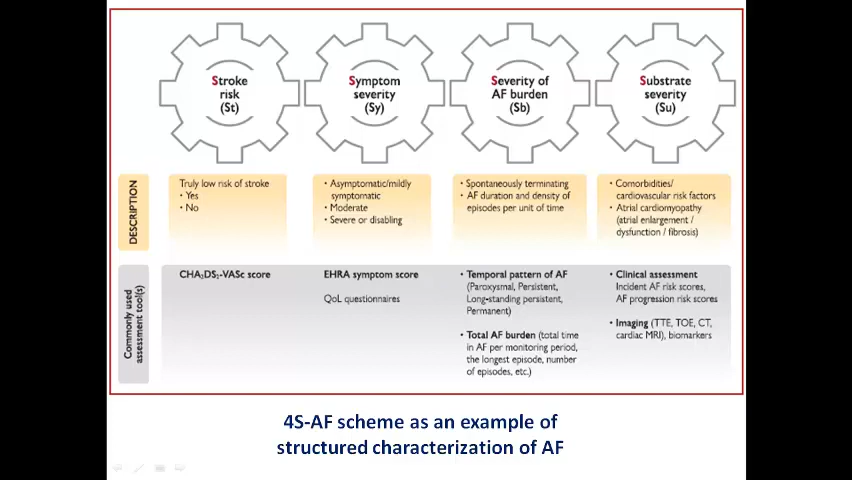 Stroke
risk
(St)
Symptom
severity
(Sy)
Severity of
AF burden
(Sb)
Substrate
severity
(Su)
DESCRIPTION
Truly low risk of stroke
• Yes
• No
• Asymptomatic/mildly
symptomatic
• Moderate
• Severe or disabling
• Spontaneously terminating
• AF duration and density of
episodes per unit of time
• Comorbidities/
cardiovascular risk factors
• Atrial cardiomyopathy
(atrial enlargement /
dysfunction / fibrosis)
Commonly used
assessment tool(s)
CHA₂DS₂-VASc score
EHRA symptom score
QoL questionnaires
• Temporal pattern of AF
(Paroxysmal, Persistent,
Long-standing persistent,
Permanent)
• Total AF burden (total time
in AF per monitoring period,
the longest episode, number
of episodes, etc.)
• Clinical assessment
Incident AF risk scores,
AF progression risk scores
• Imaging (TTE, TOE, CT,
cardiac MRI), biomarkers
4S-AF scheme as an example of
structured characterization of AF